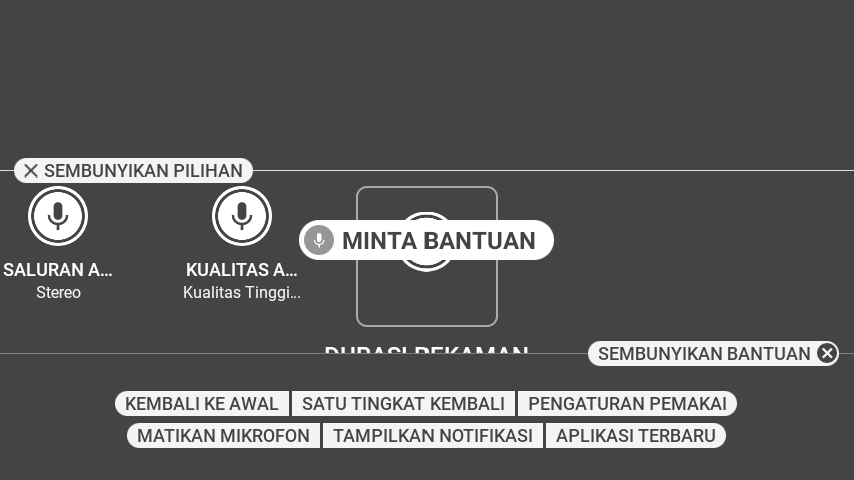 SEMBUNYIKAN PILIHAN
MINTA BANTUAN
SALURAN A...
KUALITAS A...
Stereo
Kualitas Tinggi...
DURASI REKAMAN
SEMBUNYIKAN BANTUAN
KEMBALI KE AWAL
SATU TINGKAT KEMBALI
PENGATURAN PEMAKAI
MATIKAN MIKROFON
TAMPILKAN NOTIFIKASI
APLIKASI TERBARU